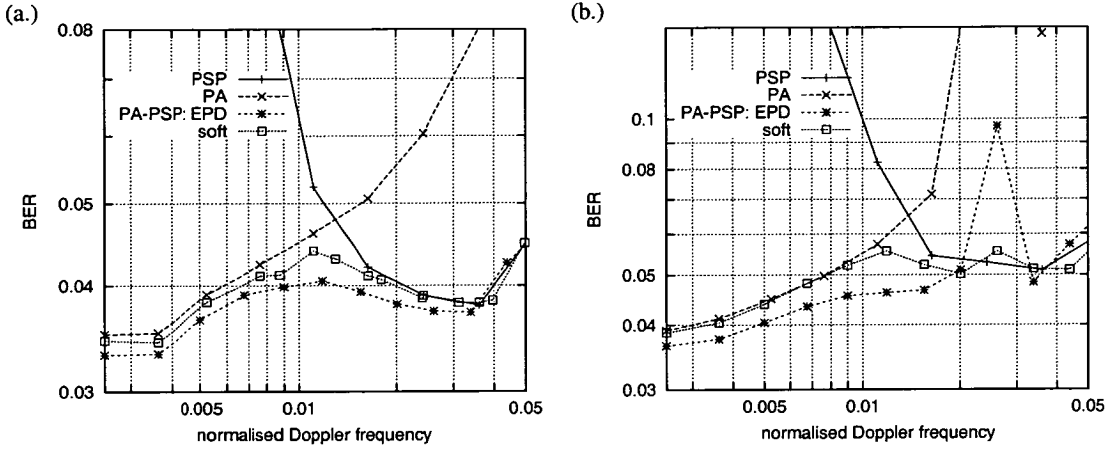 (a.)
0.08
0.05
0.04
0.03
BER
PSP
PA
PA-PSP: EPD
soft
0.005
0.01
0.05
normalised Doppler frequency
(b.)
0.1
0.08
0.05
0.04
0.03
BER
PSP
PA
PA-PSP: EPD
soft
0.005
0.01
0.05
normalised Doppler frequency